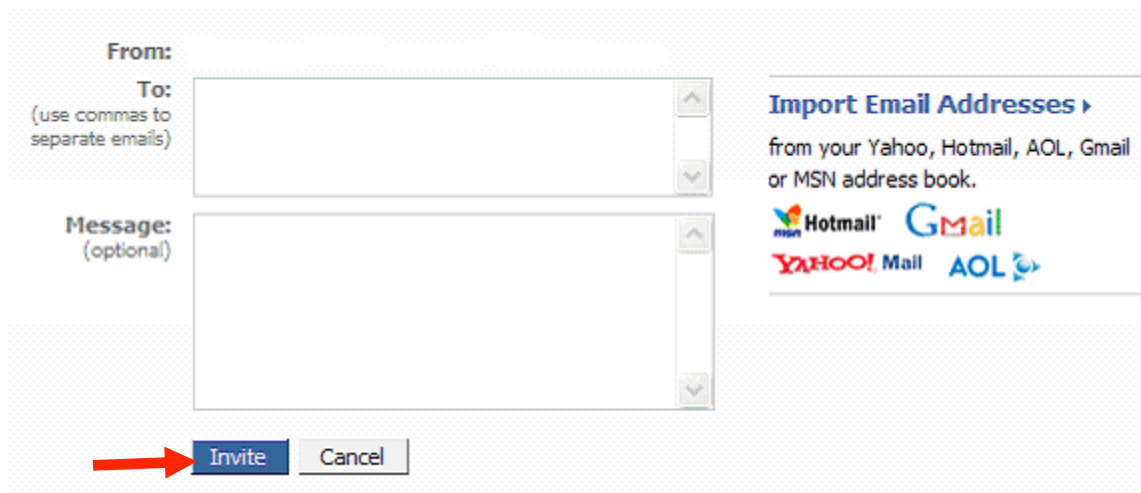 From:
To:
(use commas to
separate emails)
Message:
(optional)
Invite Cancel
Import Email Addresses
from your Yahoo, Hotmail, AOL, Gmail
or MSN address book.
msn Hotmail Gmail
YAHOO! Mail AOL